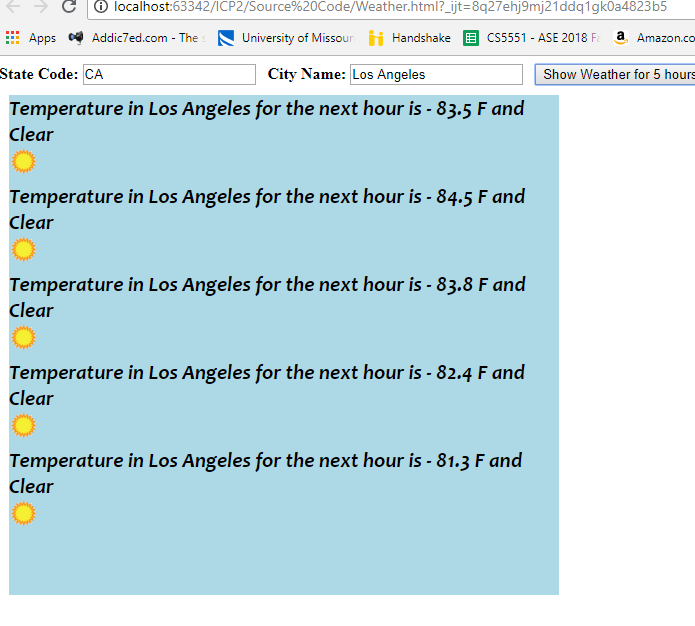 localhost:63342/ICP2/Source%20Code/Weather.html?_ijt=8q27ehj9mj21ddq1gk0a4823b5
Apps Addic7ed.com - The University of Missour Handshake CS5551 - ASE 2018 Fa Amazon.co
State Code: CA City Name: Los Angeles Show Weather for 5 hours
Temperature in Los Angeles for the next hour is - 83.5 F and
Clear
Temperature in Los Angeles for the next hour is - 84.5 F and
Clear
Temperature in Los Angeles for the next hour is - 83.8 F and
Clear
Temperature in Los Angeles for the next hour is - 82.4 F and
Clear
Temperature in Los Angeles for the next hour is - 81.3 F and
Clear